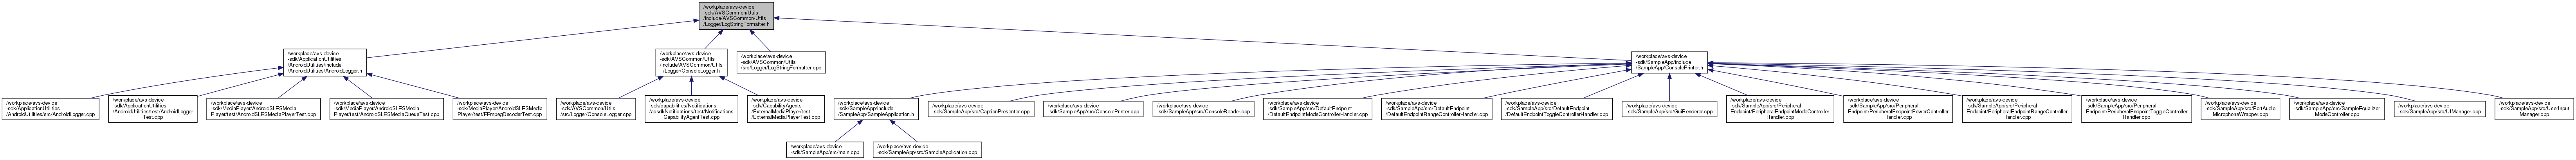 /workplace/avs-device
-sdk/AVSCommon/Utils
/include/AVSCommon/Utils
/Logger/LogStringFormatter.h
/workplace/avs-device
-sdk/ApplicationUtilities
/AndroidUtilities/include
/AndroidUtilities/AndroidLogger.h
/workplace/avs-device
-sdk/AVSCommon/Utils
/include/AVSCommon/Utils
/Logger/ConsoleLogger.h
/workplace/avs-device
-sdk/AVSCommon/Utils
/src/Logger/LogStringFormatter.cpp
/workplace/avs-device
-sdk/SampleApp/include
/SampleApp/ConsolePrinter.h
/workplace/avs-device
-sdk/ApplicationUtilities
/AndroidUtilities/src/AndroidLogger.cpp
/workplace/avs-device
-sdk/ApplicationUtilities
/AndroidUtilities/test/AndroidLogger
Test.cpp
/workplace/avs-device
-sdk/MediaPlayer/AndroidSLESMedia
Player/test/AndroidSLESMediaPlayerTest.cpp
/workplace/avs-device
-sdk/MediaPlayer/AndroidSLESMedia
Player/test/AndroidSLESMediaQueueTest.cpp
/workplace/avs-device
-sdk/MediaPlayer/AndroidSLESMedia
Player/test/FFmpegDecoderTest.cpp
/workplace/avs-device
-sdk/AVSCommon/Utils
/src/Logger/ConsoleLogger.cpp
/workplace/avs-device
-sdk/capabilities/Notifications
/acsdkNotifications/test/Notifications
CapabilityAgentTest.cpp
/workplace/avs-device
-sdk/CapabilityAgents
/ExternalMediaPlayer/test
/ExternalMediaPlayerTest.cpp
/workplace/avs-device
-sdk/SampleApp/include
/SampleApp/SampleApplication.h
/workplace/avs-device
-sdk/SampleApp/src/CaptionPresenter.cpp
/workplace/avs-device
-sdk/SampleApp/src/ConsolePrinter.cpp
/workplace/avs-device
-sdk/SampleApp/src/ConsoleReader.cpp
/workplace/avs-device
-sdk/SampleApp/src/DefaultEndpoint
/DefaultEndpointModeControllerHandler.cpp
/workplace/avs-device
-sdk/SampleApp/src/DefaultEndpoint
/DefaultEndpointRangeControllerHandler.cpp
/workplace/avs-device
-sdk/SampleApp/src/DefaultEndpoint
/DefaultEndpointToggleControllerHandler.cpp
/workplace/avs-device
-sdk/SampleApp/src/GuiRenderer.cpp
/workplace/avs-device
-sdk/SampleApp/src/Peripheral
Endpoint/PeripheralEndpointModeController
Handler.cpp
/workplace/avs-device
-sdk/SampleApp/src/Peripheral
Endpoint/PeripheralEndpointPowerController
Handler.cpp
/workplace/avs-device
-sdk/SampleApp/src/Peripheral
Endpoint/PeripheralEndpointRangeController
Handler.cpp
/workplace/avs-device
-sdk/SampleApp/src/Peripheral
Endpoint/PeripheralEndpointToggleController
Handler.cpp
/workplace/avs-device
-sdk/SampleApp/src/PortAudio
MicrophoneWrapper.cpp
/workplace/avs-device
-sdk/SampleApp/src/SampleEqualizer
ModeController.cpp
/workplace/avs-device
-sdk/SampleApp/src/UIManager.cpp
/workplace/avs-device
-sdk/SampleApp/src/UserInput
Manager.cpp
/workplace/avs-device
-sdk/SampleApp/src/main.cpp
/workplace/avs-device
-sdk/SampleApp/src/SampleApplication.cpp